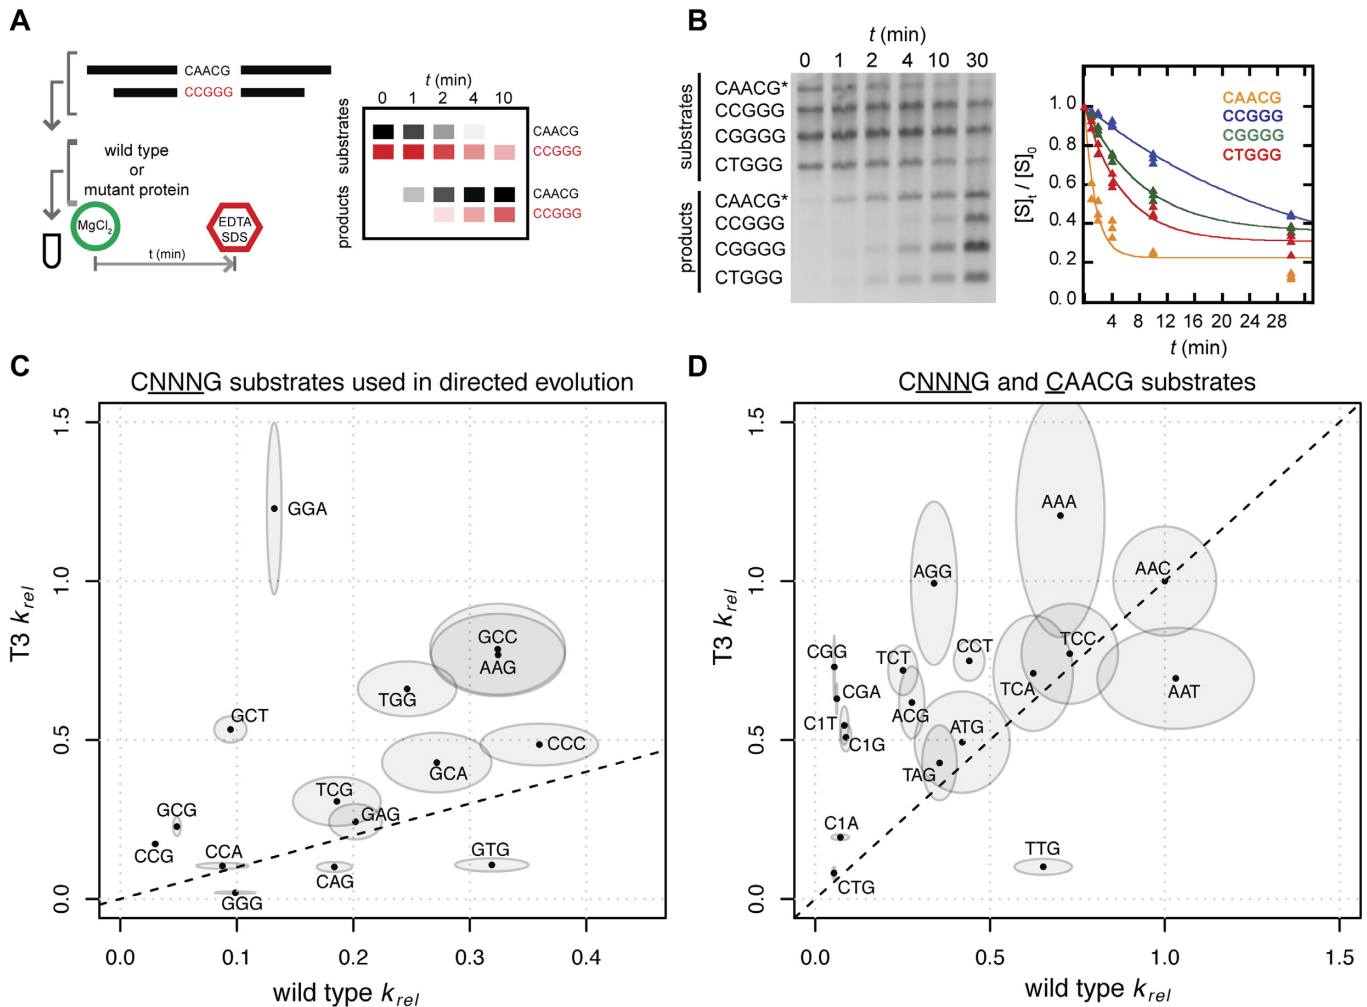 A
CAACG
CCGGG
wild type
or
mutant protein
MgCl2
EDTA
SDS
t (min)
t (min)
0 1 2 4 10
substrates
CAACG
CCGGG
products
CAACG
CCGGG
B
t (min)
0 1 2 4 10 30
substrates
CAACG*
CCGGG
CGGGG
CTGGG
products
CAACG*
CCGGG
CGGGG
CTGGG
[S]t / [S]0
1.0
0.8
0.6
0.4
0.2
0.0
CAACG
CCGGG
CGGGG
CTGGG
4 8 12 16 20 24 28
t (min)
C
CNNNG substrates used in directed evolution
T3 krel
1.5
1.0
0.5
0.0
GGA
GCC
AAG
TGG
GCT
CCC
GCA
TCG
GAG
GCG
CCG
CCA
CAG
GTG
GGG
0.0 0.1 0.2 0.3 0.4
wild type krel
D
CNNNG and CAACG substrates
T3 krel
1.5
1.0
0.5
0.0
AAA
AGG
AAC
CGG
TCT
CCT
TCC
CGA
TCA
AAT
ACG
C1T
ATG
C1G
TAG
C1A
TTG
CTG
0.0 0.5 1.0 1.5
wild type krel